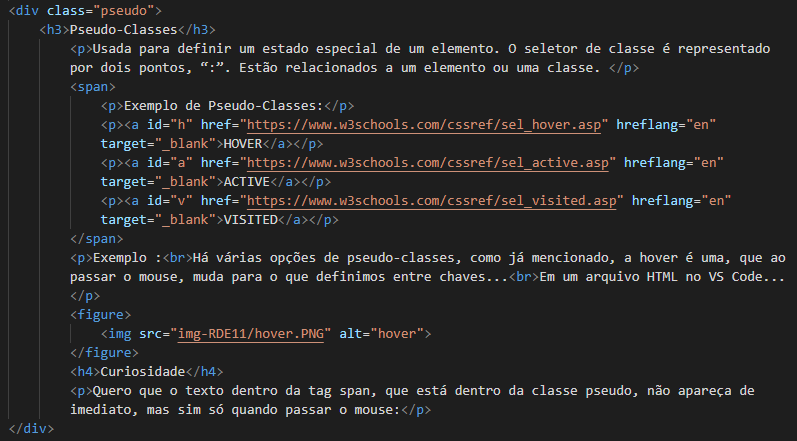 <div class="pseudo">
<h3>Pseudo-Classes</h3>
<p>Usada para definir um estado especial de um elemento. O seletor de classe é representado
por dois pontos, “:”. Estão relacionados a um elemento ou uma classe. </p>
<span>
<p>Exemplo de Pseudo-Classes:</p>
<p><a id="h" href="https://www.w3schools.com/cssref/sel_hover.asp" hreflang="en"
target="_blank">HOVER</a></p>
<p><a id="a" href="https://www.w3schools.com/cssref/sel_active.asp" hreflang="en"
target="_blank">ACTIVE</a></p>
<p><a id="v" href="https://www.w3schools.com/cssref/sel_visited.asp" hreflang="en"
target="_blank">VISITED</a></p>
</span>
<p>Exemplo :<br>Há várias opções de pseudo-classes, como já mencionado, a hover é uma, que ao
passar o mouse, muda para o que definimos entre chaves...<br>Em um arquivo HTML no VS Code...
</p>
<figure>
<img src="img-RDE11/hover.PNG" alt="hover">
</figure>
<h4>Curiosidade</h4>
<p>Quero que o texto dentro da tag span, que está dentro da classe pseudo, não apareça de
imediato, mas sim só quando passar o mouse:</p>
</div>